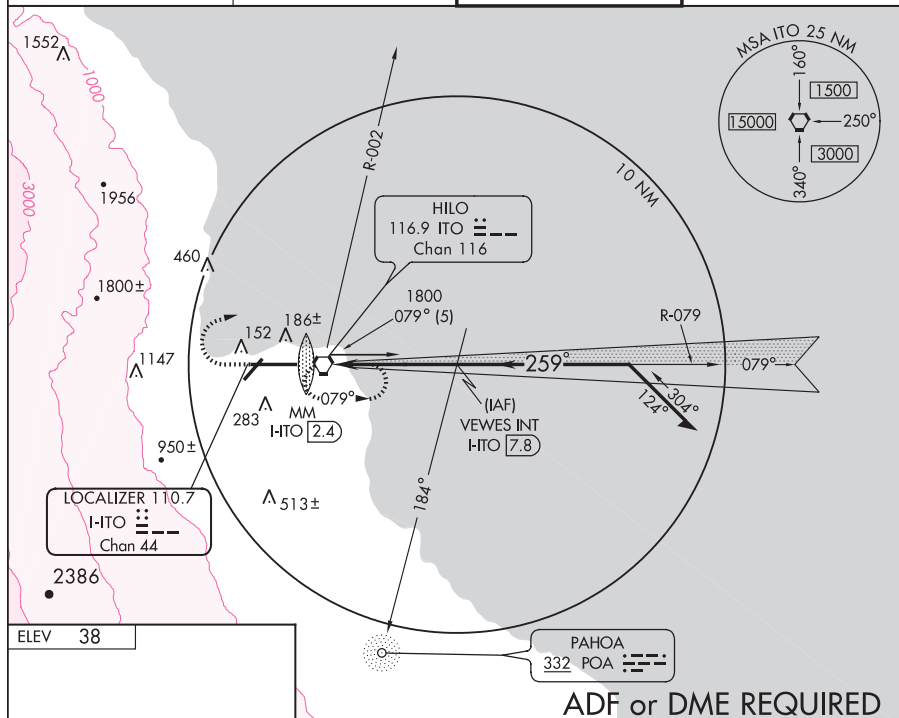 1552
1000
3000
1956
1800±
460
1147
950±
2386
152
186±
283
513±
R-002
HILO
116.9 ITO
Chan 116
1800
079° (5)
10 NM
MSA ITO 25 NM
160°
1500
15000
250°
3000
340°
R-079
259°
079°
079°
MM
I-ITO 2.4
(IAF)
VEWES INT
I-ITO 7.8
304°
124°
184°
LOCALIZER 110.7
I-ITO
Chan 44
ELEV 38
PAHOA
332 POA
ADF or DME REQUIRED